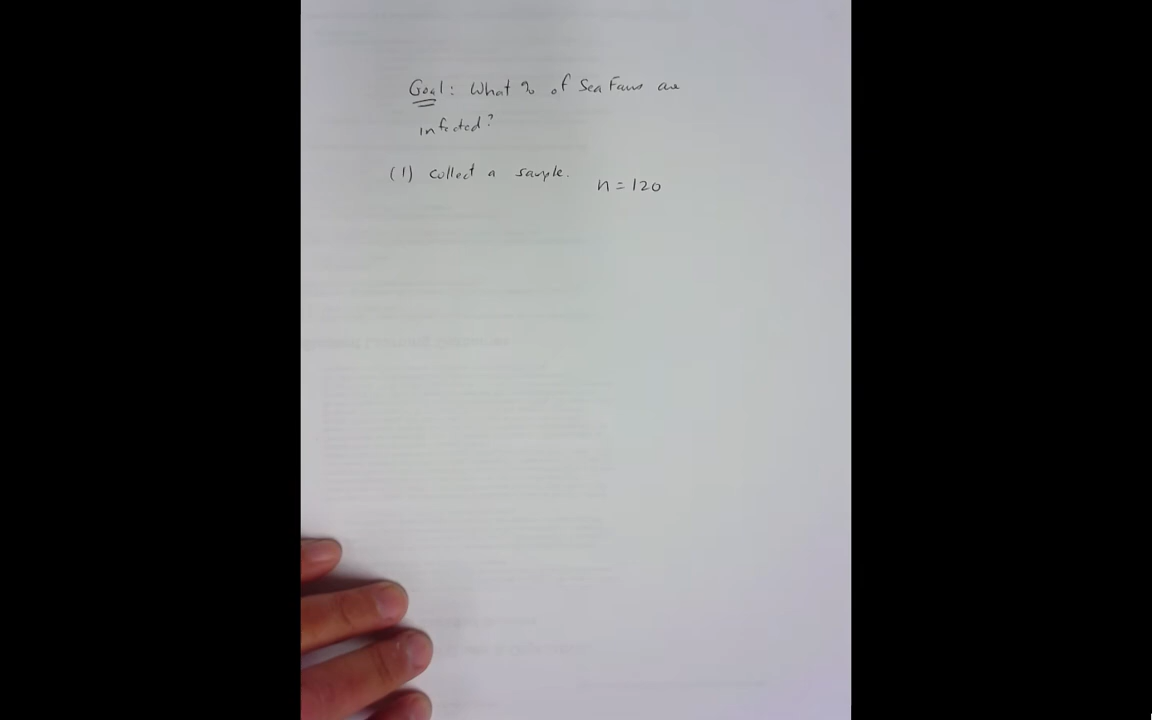 Goal: What % of Sea Fans are
infected?
(1) collect a sample.
n = 120